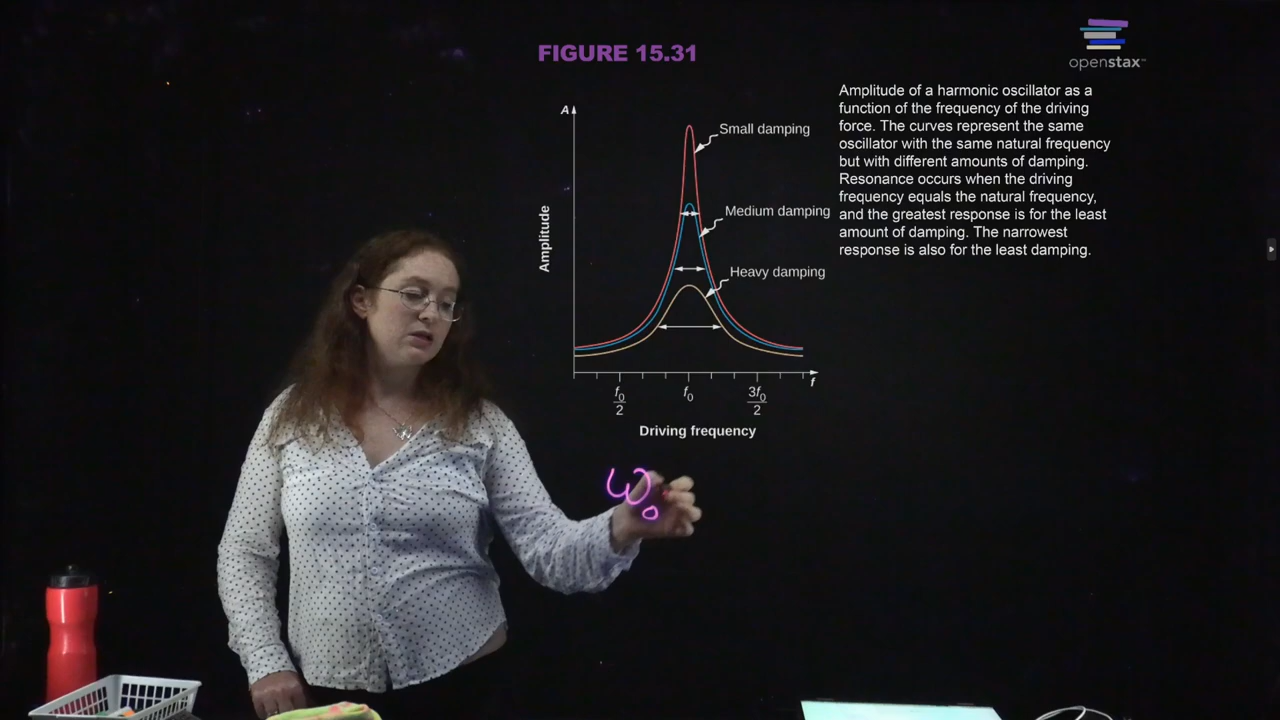 FIGURE 15.31
openstax™
Amplitude of a harmonic oscillator as a
function of the frequency of the driving
force. The curves represent the same
oscillator with the same natural frequency
but with different amounts of damping.
Resonance occurs when the driving
frequency equals the natural frequency,
and the greatest response is for the least
amount of damping. The narrowest
response is also for the least damping.
A
Small damping
Medium damping
Heavy damping
Amplitude
f
f₀/2
f₀
3f₀/2
Driving frequency
ω₀